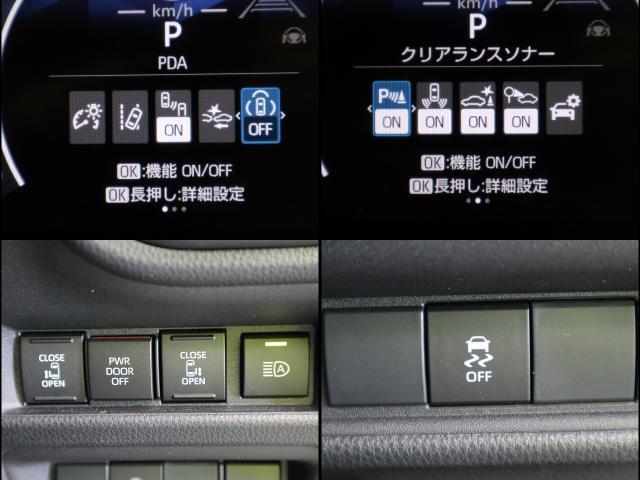 km/h
P
PDA
ON
OFF
OK:機能 ON/OFF
OK長押し:詳細設定
km/h
P
クリアランスソナー
P
ON
ON
ON
ON
OK:機能 ON/OFF
OK長押し:詳細設定
CLOSE
OPEN
PWR
DOOR
OFF
CLOSE
OPEN
A
OFF